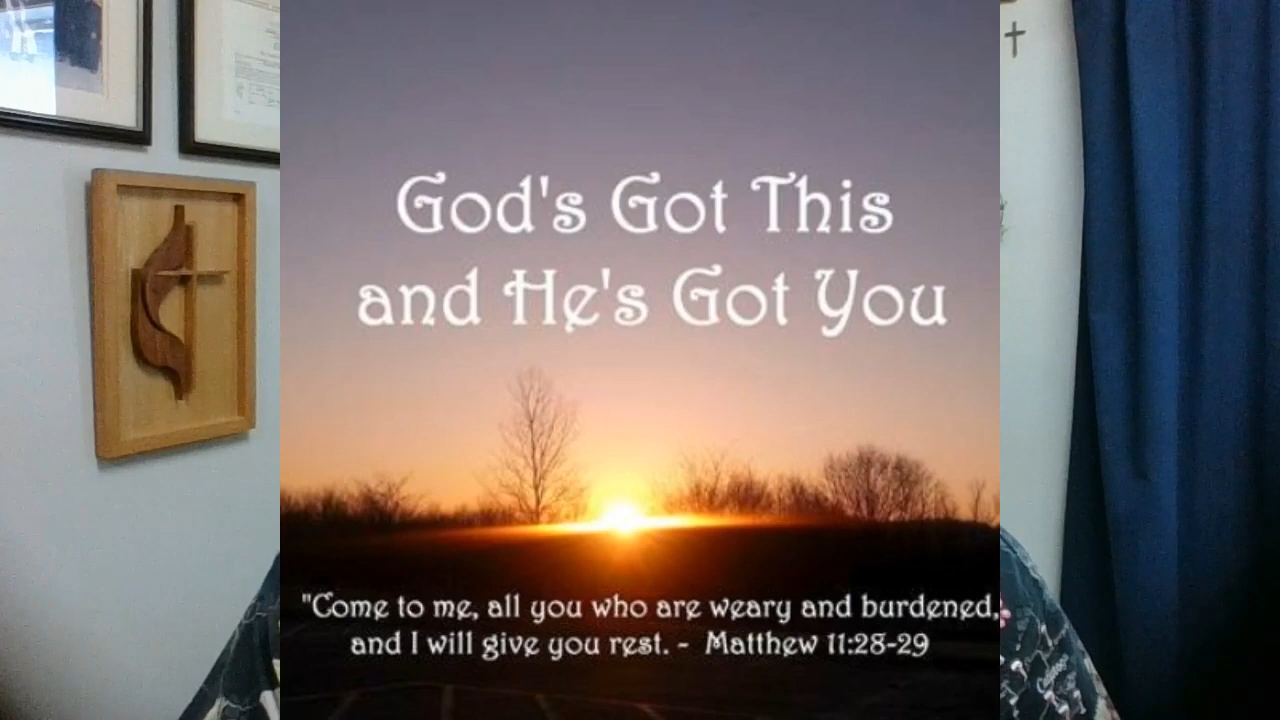 God's Got This
and He's Got You
"Come to me, all you who are weary and burdened,
and I will give you rest. - Matthew 11:28-29